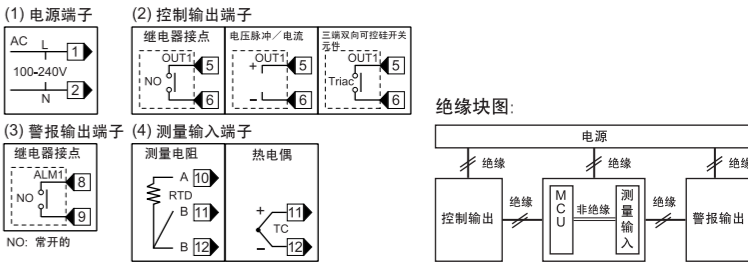 (1) 电源端子
AC
L
1
100-240V
N
2
(2) 控制输出端子
继电器接点
OUT1
5
NO
6
电压脉冲／电流
OUT1
+
5
−
6
三端双向可控硅开关
元件
OUT1
5
Triac
6
(3) 警报输出端子
继电器接点
ALM1
8
NO
9
NO: 常开的
(4) 测量输入端子
测量电阻
A 10
RTD
B 11
B 12
热电偶
+
11
TC
−
12
绝缘块图:
电源
绝缘
绝缘
绝缘
控制输出
绝缘
MCU
非绝缘
测量输入
绝缘
警报输出